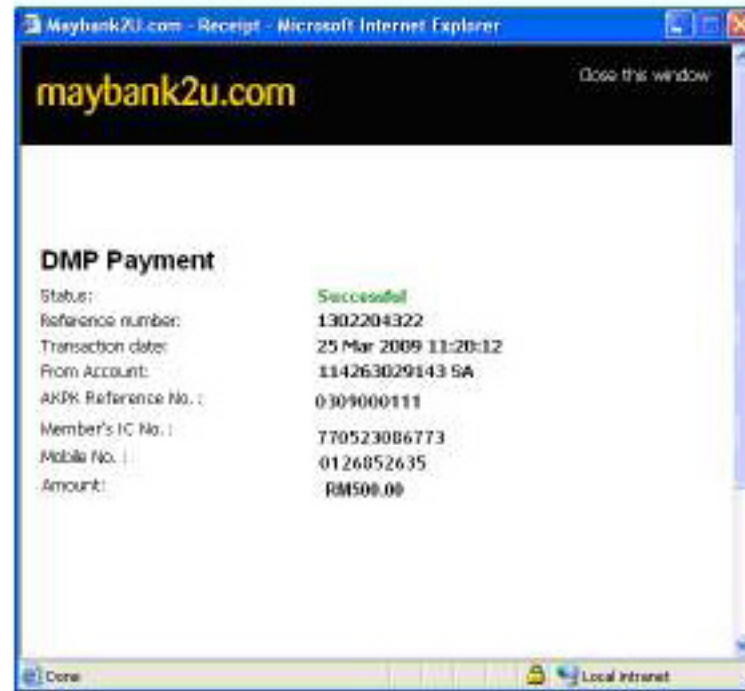 Maybank2U.com - Receipt - Microsoft Internet Explorer
maybank2u.com
Close this window
DMP Payment
Status: Successful
Reference number: 1302204322
Transaction date: 25 Mar 2009 11:20:12
From Account: 114263029143 SA
AKPK Reference No. : 0309000111
Member's IC No. : 770523086773
Mobile No. : 0126852635
Amount: RM500.00
Done
Local intranet